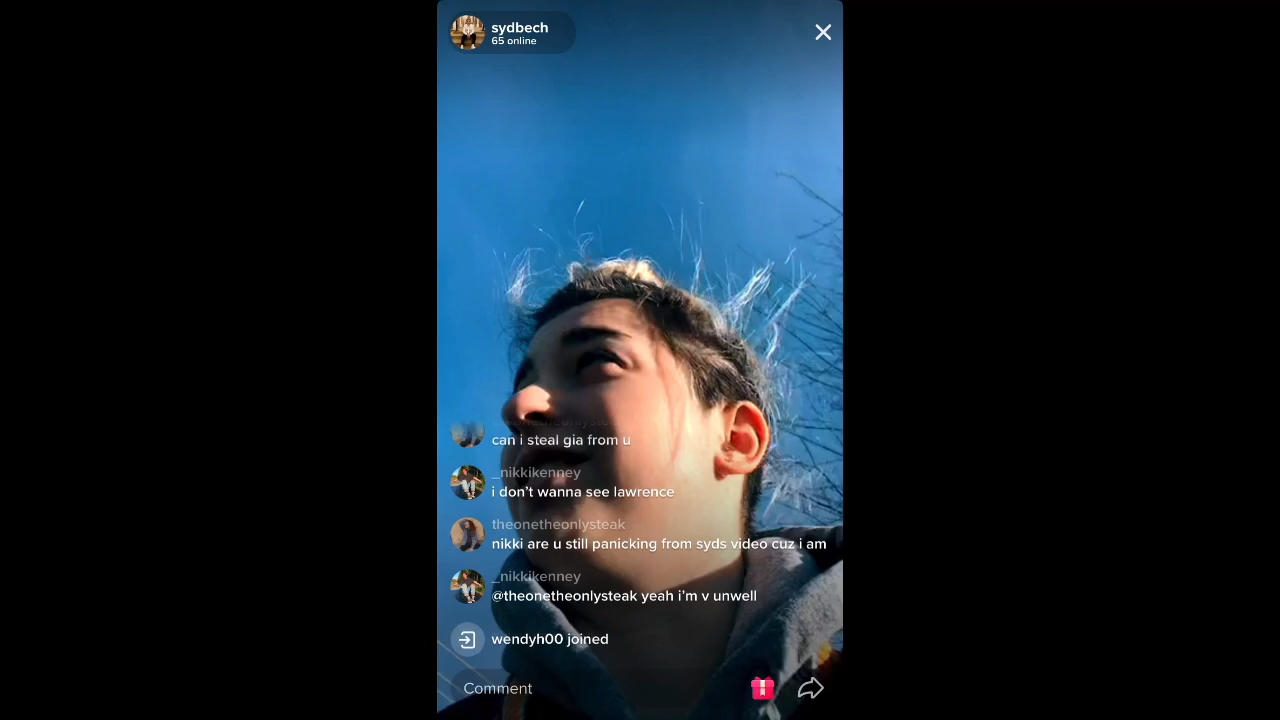 sydbech
65 online
can i steal gia from u
_nikkikenney
i don’t wanna see lawrence
theonetheonlysteak
nikki are u still panicking from syds video cuz i am
_nikkikenney
@theonetheonlysteak yeah i’m v unwell
wendyh00 joined
Comment